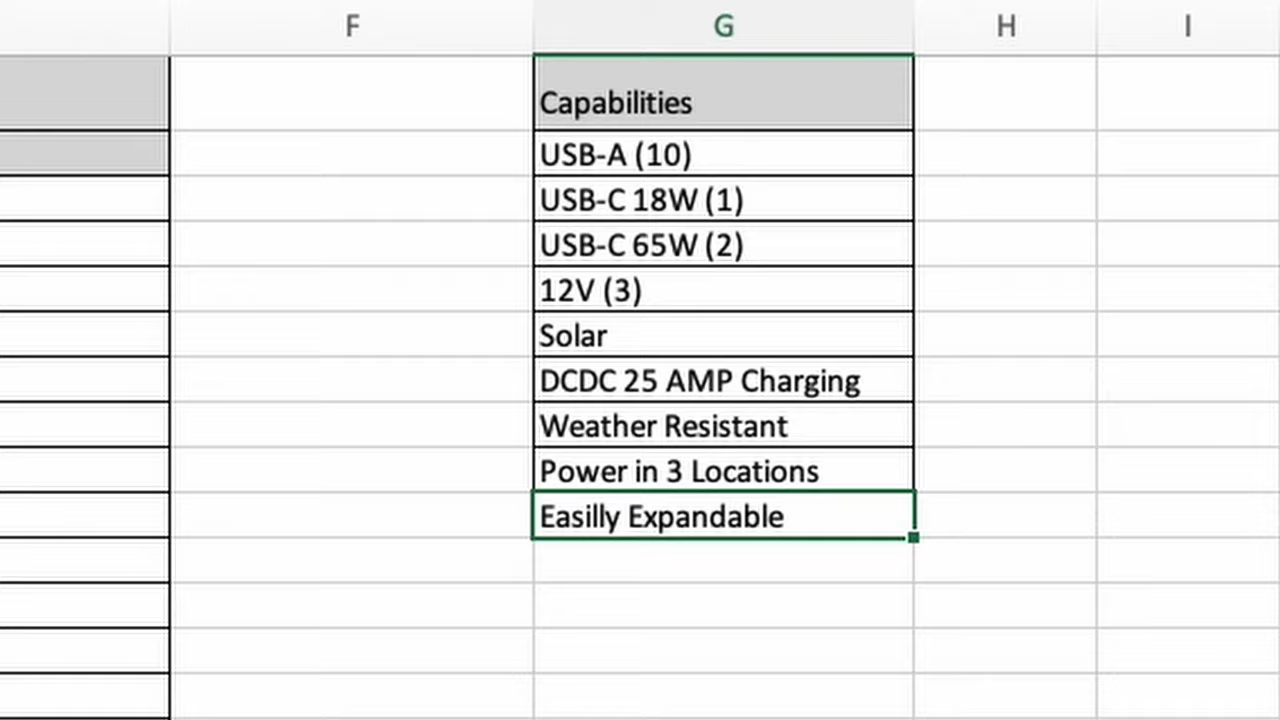 F G H I
Capabilities
USB-A (10)
USB-C 18W (1)
USB-C 65W (2)
12V (3)
Solar
DCDC 25 AMP Charging
Weather Resistant
Power in 3 Locations
Easilly Expandable